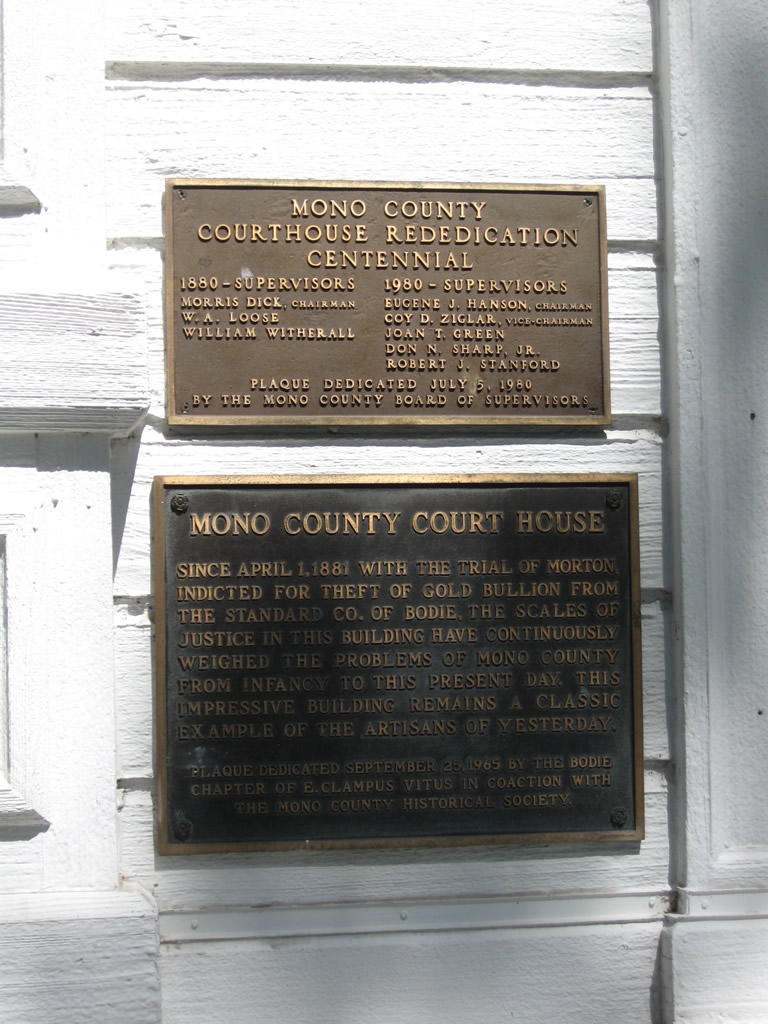 MONO COUNTY
COURTHOUSE REDEDICATION
CENTENNIAL
1880 - SUPERVISORS
MORRIS DICK, CHAIRMAN
W. A. LOOSE
WILLIAM WITHERALL
1980 - SUPERVISORS
EUGENE J. HANSON, CHAIRMAN
COY D. ZIGLAR, VICE-CHAIRMAN
JOAN T. GREEN
DON N. SHARP, JR.
ROBERT J. STANFORD
PLAQUE DEDICATED JULY 5, 1980
BY THE MONO COUNTY BOARD OF SUPERVISORS
MONO COUNTY COURT HOUSE
SINCE APRIL 1, 1881 WITH THE TRIAL OF MORTON,
INDICTED FOR THEFT OF GOLD BULLION FROM
THE STANDARD CO. OF BODIE, THE SCALES OF
JUSTICE IN THIS BUILDING HAVE CONTINUOUSLY
WEIGHED THE PROBLEMS OF MONO COUNTY
FROM INFANCY TO THIS PRESENT DAY. THIS
IMPRESSIVE BUILDING REMAINS A CLASSIC
EXAMPLE OF THE ARTISANS OF YESTERDAY.
PLAQUE DEDICATED SEPTEMBER 25, 1965 BY THE BODIE
CHAPTER OF E. CLAMPUS VITUS IN COACTION WITH
THE MONO COUNTY HISTORICAL SOCIETY.